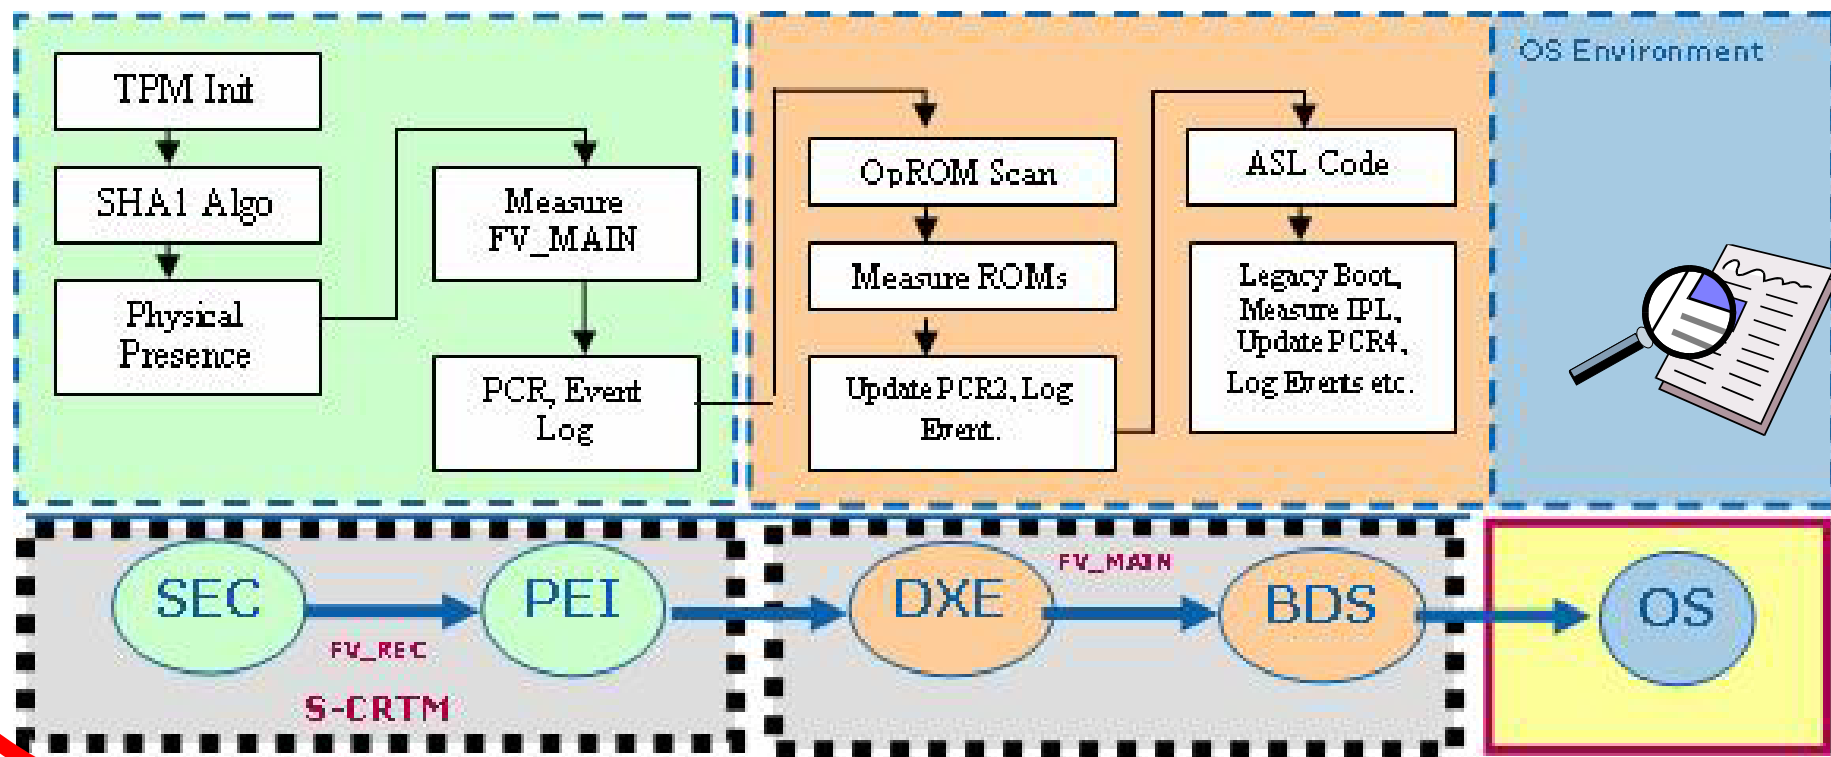 TPM Init
SHA1 Algo
Physical
Presence
Measure
FV_MAIN
PCR, Event
Log
OpROM Scan
Measure ROMs
Update PCR2, Log
Event.
ASL Code
Legacy Boot,
Measure IPL,
Update PCR4,
Log Events etc.
OS Environment
SEC
FV_REC
PEI
S-CRTM
DXE
FV_MAIN
BDS
OS